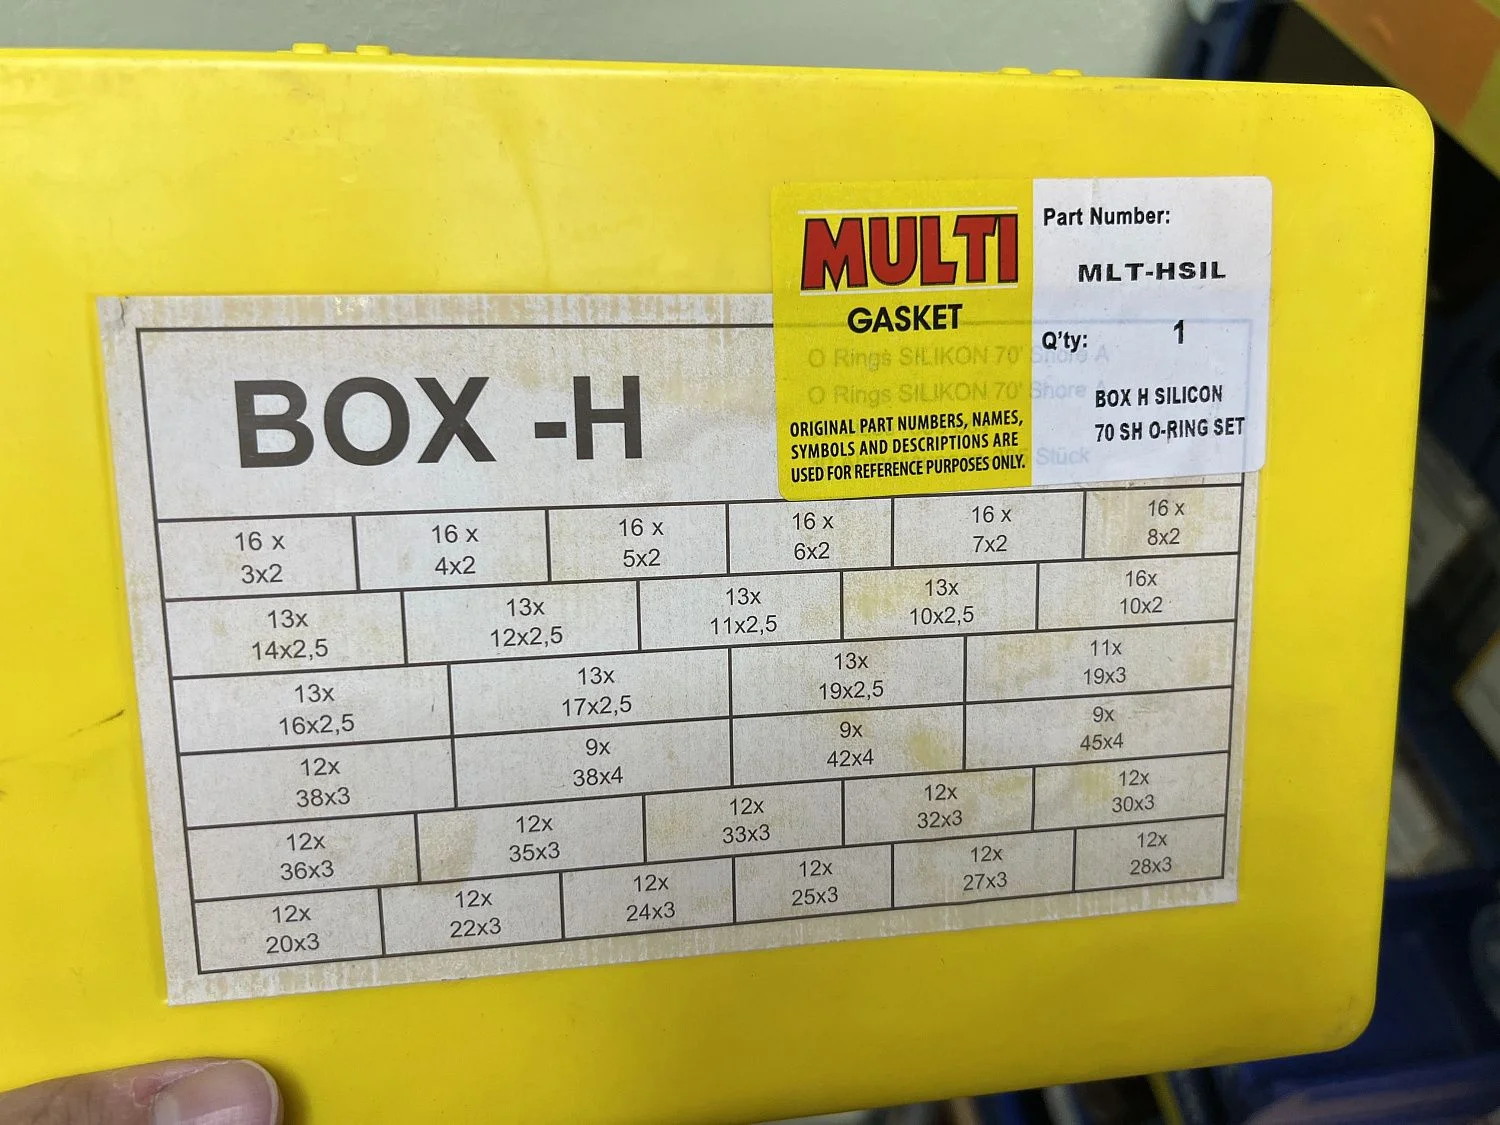 MULTI
GASKET
ORIGINAL PART NUMBERS, NAMES,
SYMBOLS AND DESCRIPTIONS ARE
USED FOR REFERENCE PURPOSES ONLY.
Part Number:
MLT-HSIL
Q'ty: 1
BOX H SILICON
70 SH O-RING SET
O Rings SILIKON 70' Shore A
O Rings SILIKON 70' Shore A
Stück
BOX -H
16 x 16 x 16 x 16 x 16 x 16 x
3x2 4x2 5x2 6x2 7x2 8x2
13x 13x 13x 13x 16x
14x2,5 12x2,5 11x2,5 10x2,5 10x2
13x 13x 13x 11x
16x2,5 17x2,5 19x2,5 19x3
12x 9x 9x 9x
38x3 38x4 42x4 45x4
12x 12x 12x 12x 12x
36x3 35x3 33x3 32x3 30x3
12x 12x 12x 12x 12x 12x
20x3 22x3 24x3 25x3 27x3 28x3